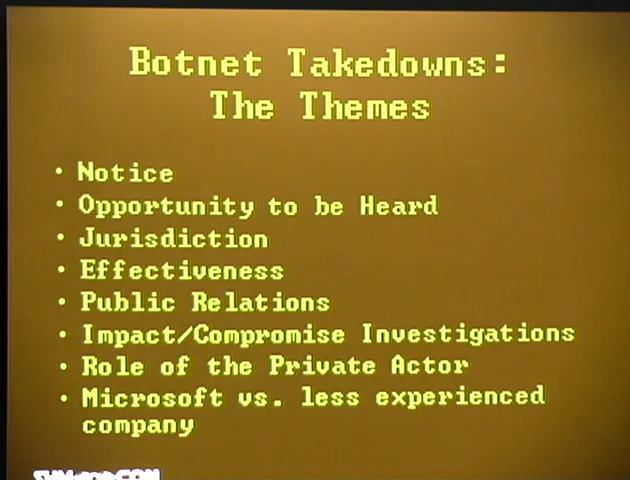 Botnet Takedowns:
The Themes
• Notice
• Opportunity to be Heard
• Jurisdiction
• Effectiveness
• Public Relations
• Impact/Compromise Investigations
• Role of the Private Actor
• Microsoft vs. less experienced
company